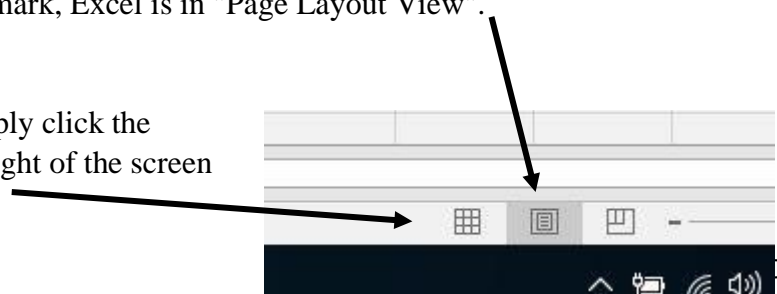 mark, Excel is in "Page Layout View".
ply click the
ght of the screen